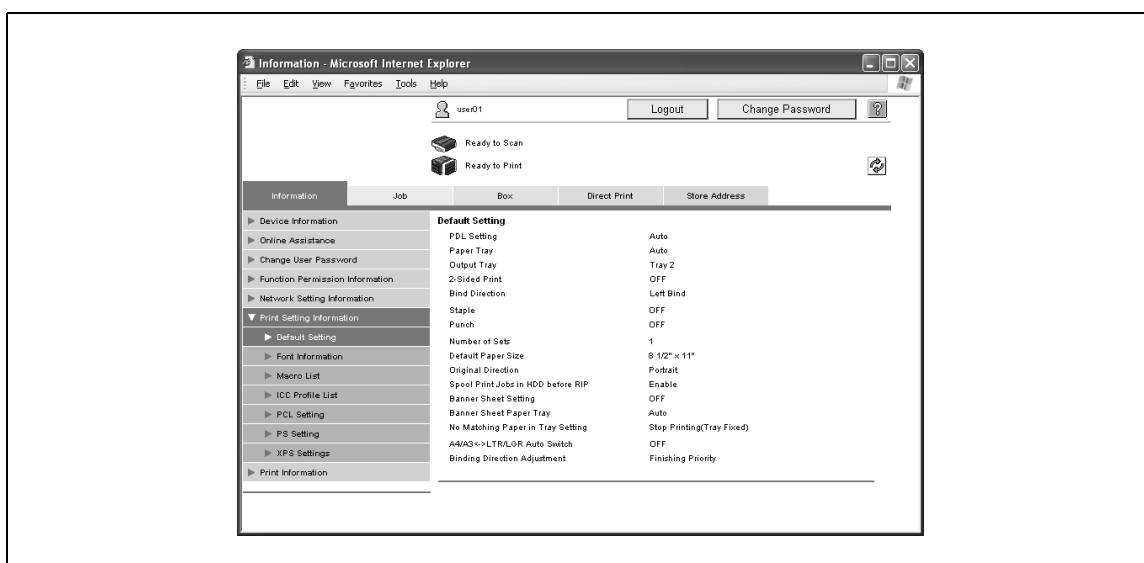 Information - Microsoft Internet Explorer
File Edit View Favorites Tools Help
user01 Logout Change Password ?
Ready to Scan
Ready to Print
Information Job Box Direct Print Store Address
Device Information
Online Assistance
Change User Password
Function Permission Information
Network Setting Information
Print Setting Information
Default Setting
Font Information
Macro List
ICC Profile List
PCL Setting
PS Setting
XPS Settings
Print Information
Default Setting
PDL Setting Auto
Paper Tray Auto
Output Tray Tray 2
2-Sided Print OFF
Bind Direction Left Bind
Staple OFF
Punch OFF
Number of Sets 1
Default Paper Size 8 1/2" x 11"
Original Direction Portrait
Spool Print Jobs in HDD before RIP Enable
Banner Sheet Setting OFF
Banner Sheet Paper Tray Auto
No Matching Paper in Tray Setting Stop Printing(Tray Fixed)
A4/A3<->LTR/LGR Auto Switch OFF
Binding Direction Adjustment Finishing Priority